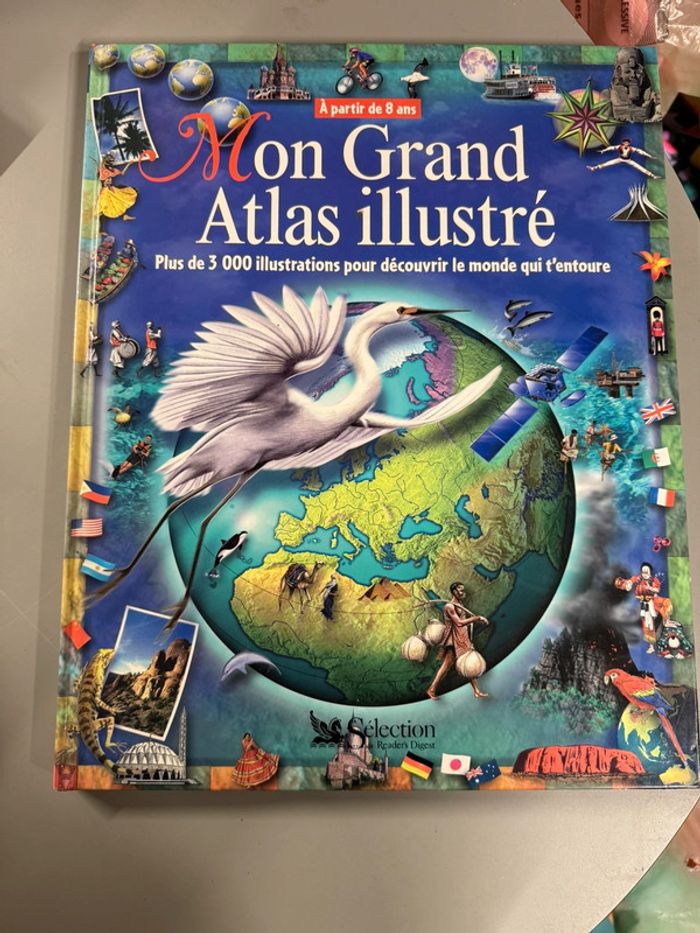 À partir de 8 ans
Mon Grand
Atlas illustré
Plus de 3 000 illustrations pour découvrir le monde qui t'entoure
Sélection
Reader's Digest